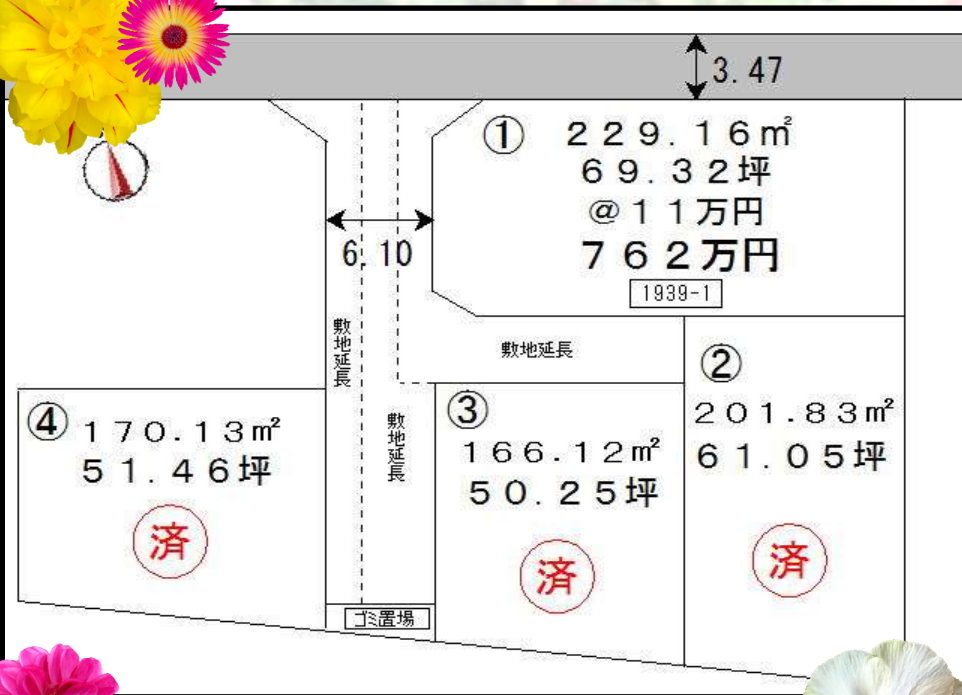 3.47
① 229.16㎡
69.32坪
@11万円
762万円
1939-1
6.10
敷地延長
敷地延長
敷地延長
②
201.83㎡
61.05坪
済
③
166.12㎡
50.25坪
済
④ 170.13㎡
51.46坪
済
ゴミ置場